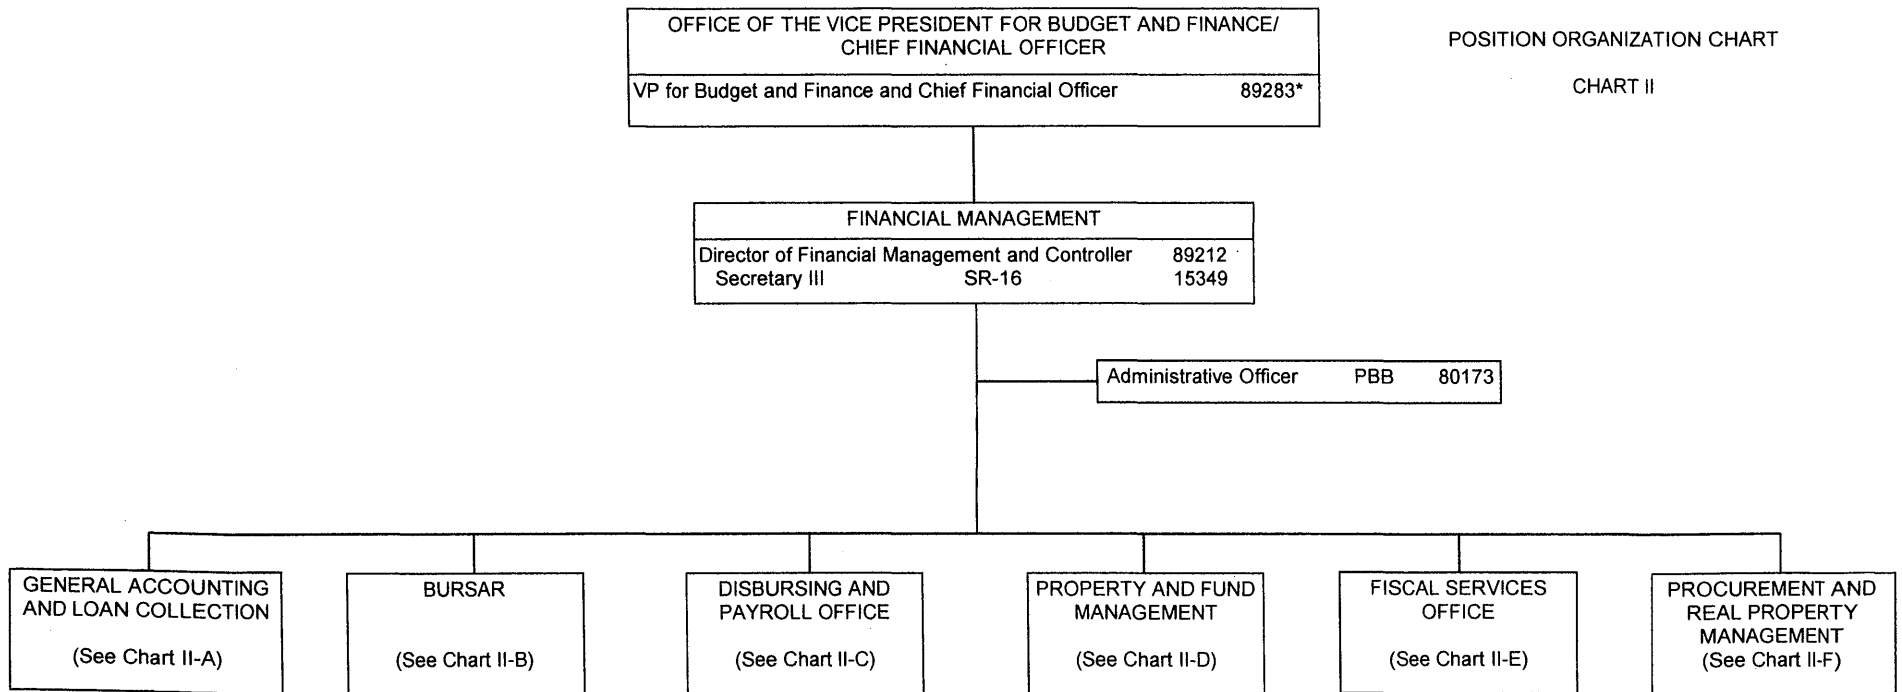 OFFICE OF THE VICE PRESIDENT FOR BUDGET AND FINANCE/
CHIEF FINANCIAL OFFICER
VP for Budget and Finance and Chief Financial Officer 89283*
POSITION ORGANIZATION CHART
CHART II
FINANCIAL MANAGEMENT
Director of Financial Management and Controller 89212
Secretary III SR-16 15349
Administrative Officer PBB 80173
GENERAL ACCOUNTING
AND LOAN COLLECTION
(See Chart II-A)
BURSAR
(See Chart II-B)
DISBURSING AND
PAYROLL OFFICE
(See Chart II-C)
PROPERTY AND FUND
MANAGEMENT
(See Chart II-D)
FISCAL SERVICES
OFFICE
(See Chart II-E)
PROCUREMENT AND
REAL PROPERTY
MANAGEMENT
(See Chart II-F)